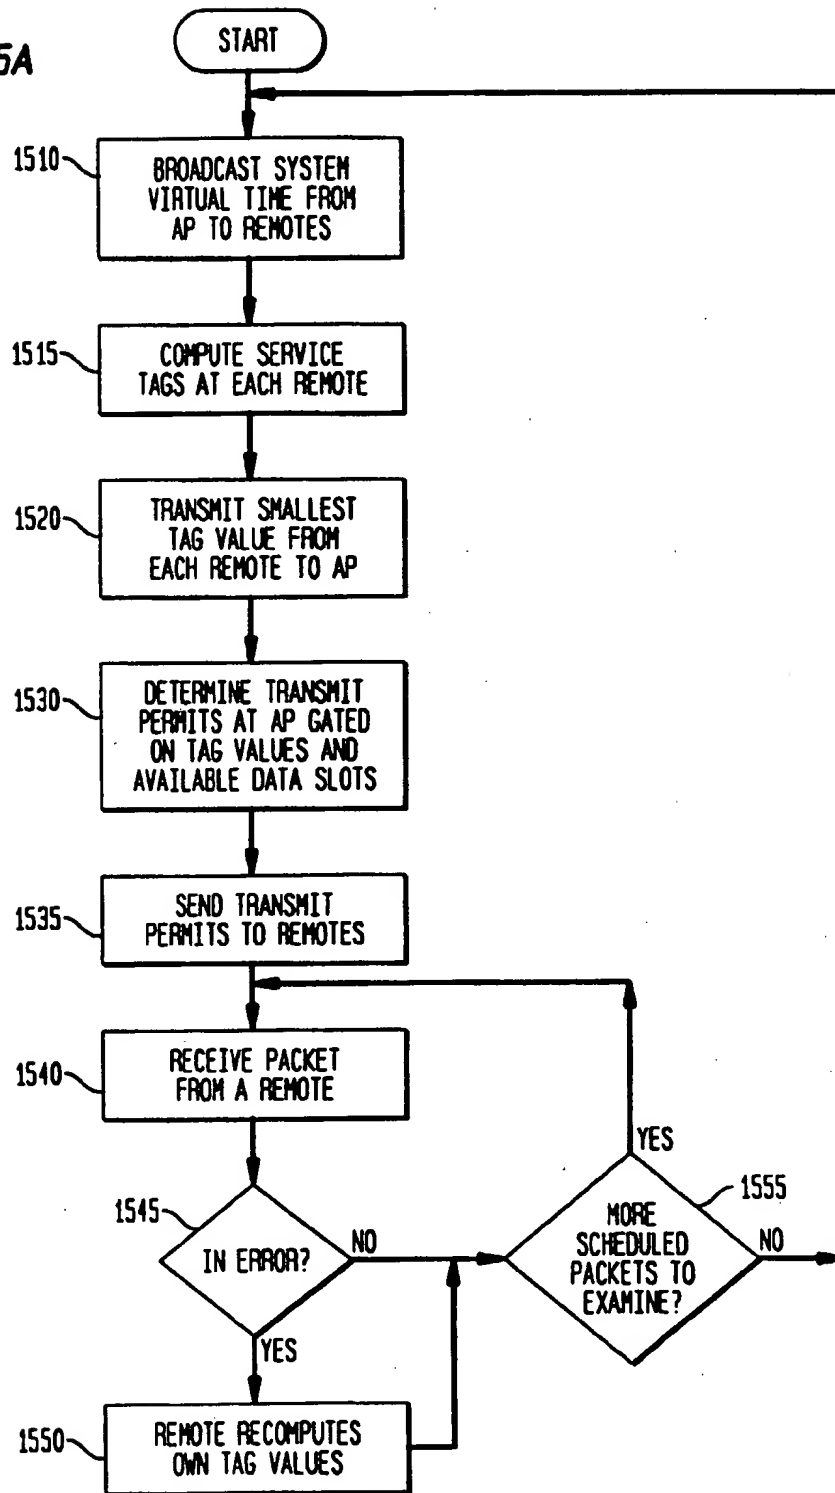 5A
START
1510
BROADCAST SYSTEM
VIRTUAL TIME FROM
AP TO REMOTES
1515
COMPUTE SERVICE
TAGS AT EACH REMOTE
1520
TRANSMIT SMALLEST
TAG VALUE FROM
EACH REMOTE TO AP
1530
DETERMINE TRANSMIT
PERMITS AT AP GATED
ON TAG VALUES AND
AVAILABLE DATA SLOTS
1535
SEND TRANSMIT
PERMITS TO REMOTES
1540
RECEIVE PACKET
FROM A REMOTE
1545
IN ERROR?
NO
YES
1550
REMOTE RECOMPUTES
OWN TAG VALUES
YES
1555
MORE
SCHEDULED
PACKETS TO
EXAMINE?
NO